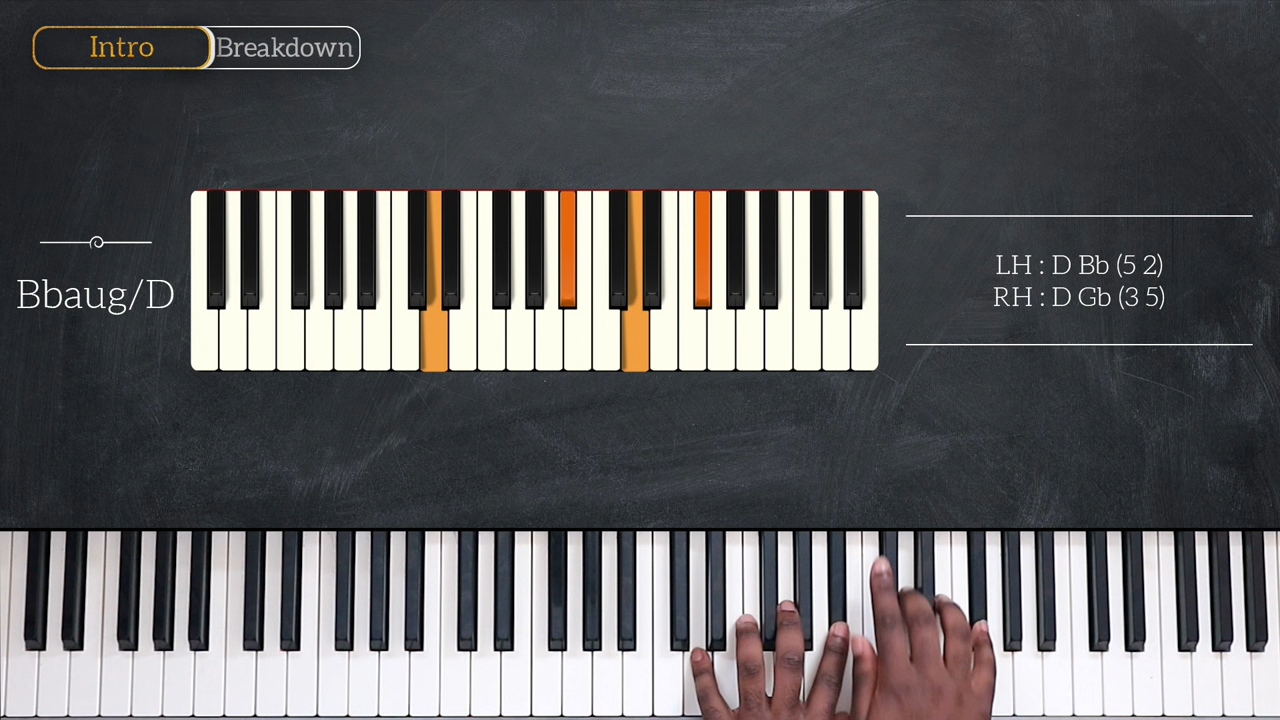 Intro
Breakdown
Bbaug/D
LH : D Bb (5 2)
RH : D Gb (3 5)